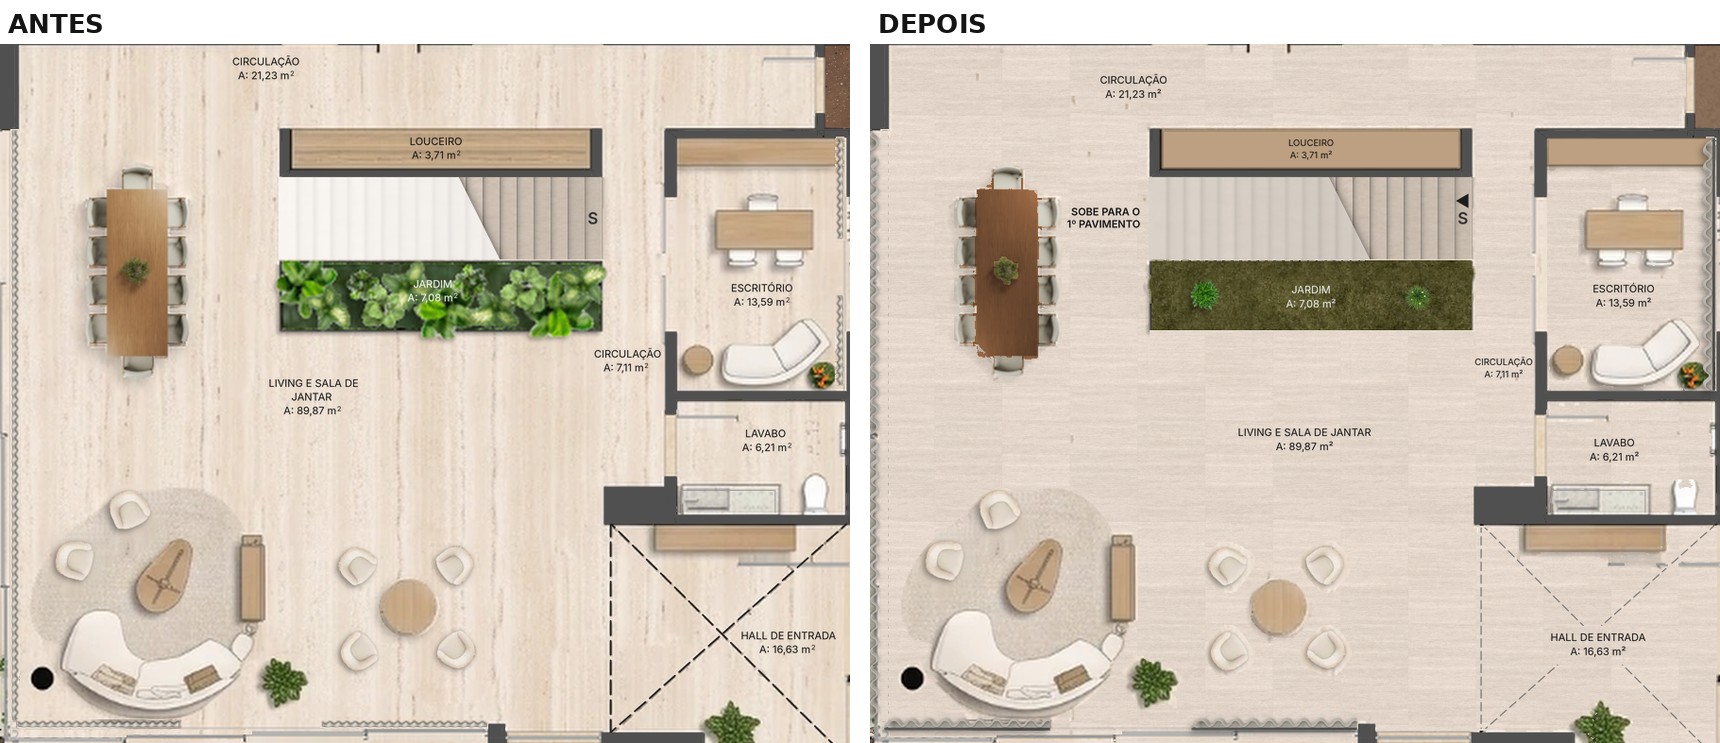 ANTES
CIRCULAÇÃO
A: 21,23 m²
LOUCEIRO
A: 3,71 m²
S
JARDIM
A: 7,08 m²
ESCRITÓRIO
A: 13,59 m²
CIRCULAÇÃO
A: 7,11 m²
LIVING E SALA DE
JANTAR
A: 89,87 m²
LAVABO
A: 6,21 m²
HALL DE ENTRADA
A: 16,63 m²
DEPOIS
CIRCULAÇÃO
A: 21,23 m²
LOUCEIRO
A: 3,71 m²
SOBE PARA O
1º PAVIMENTO
S
JARDIM
A: 7,08 m²
ESCRITÓRIO
A: 13,59 m²
CIRCULAÇÃO
A: 7,11 m²
LIVING E SALA DE JANTAR
A: 89,87 m²
LAVABO
A: 6,21 m²
HALL DE ENTRADA
A: 16,63 m²